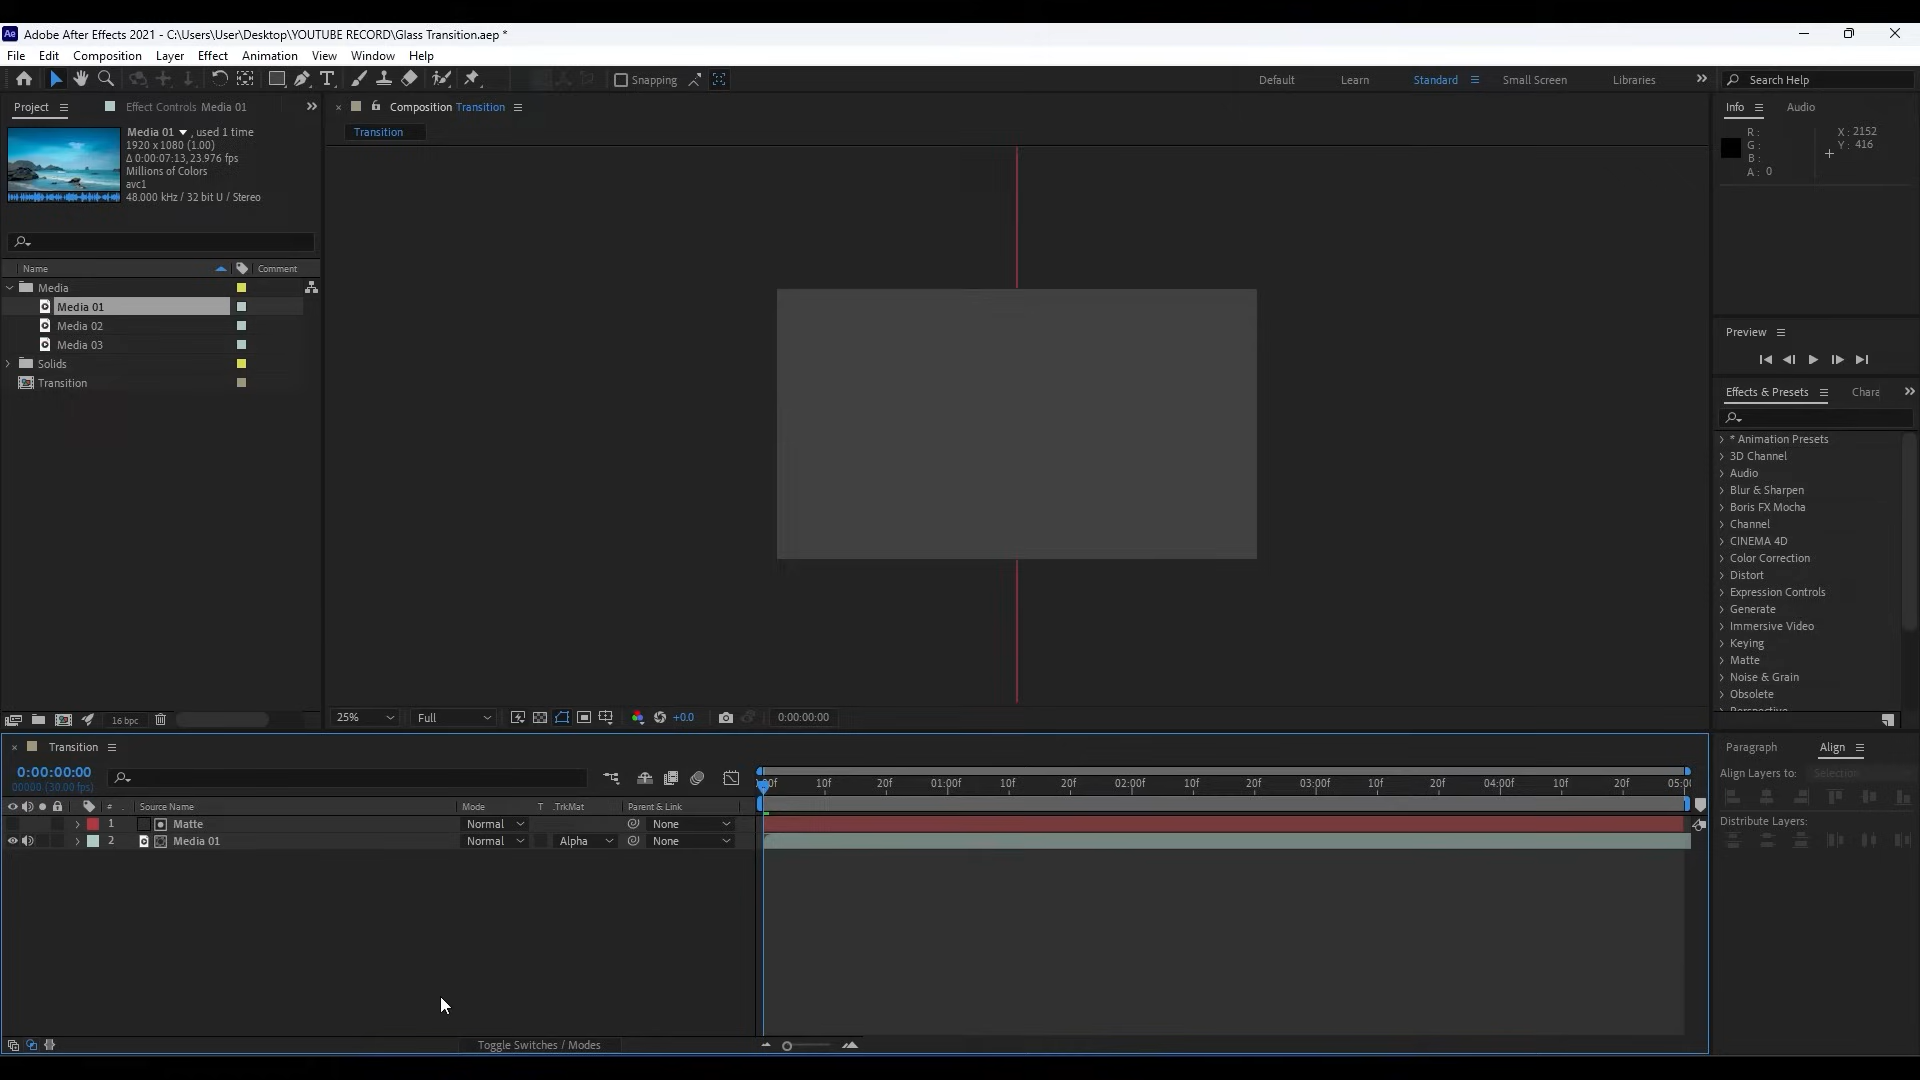 Adobe After Effects 2021 - C:\Users\User\Desktop\YOUTUBE RECORD\Glass Transition.aep *
File Edit Composition Layer Effect Animation View Window Help
Snapping
Default Learn Standard Small Screen Libraries Search Help
Project Effect Controls Media 01
Composition Transition
Info Audio
Media 01 , used 1 time
1920 x 1080 (1.00)
Δ 0:00:07:13, 23.976 fps
Millions of Colors
avc1
48.000 kHz / 32 bit U / Stereo
Transition
R :
G :
B :
A : 0
X : 2152
Y : 416
Name Comment
Media
Media 01
Media 02
Media 03
Solids
Transition
Preview
Effects & Presets Chara
* Animation Presets
3D Channel
Audio
Blur & Sharpen
Boris FX Mocha
Channel
CINEMA 4D
Color Correction
Distort
Expression Controls
Generate
Immersive Video
Keying
Matte
Noise & Grain
Obsolete
Perspective
16 bpc
25% Full +0.0 0:00:00:00
Transition
0:00:00:00
00000 (30.00 fps)
:00f 10f 20f 01:00f 10f 20f 02:00f 10f 20f 03:00f 10f 20f 04:00f 10f 20f 05:00
# Source Name Mode T .TrkMat Parent & Link
1 Matte Normal None
2 Media 01 Normal Alpha None
Toggle Switches / Modes
Paragraph Align
Align Layers to: Selection
Distribute Layers: